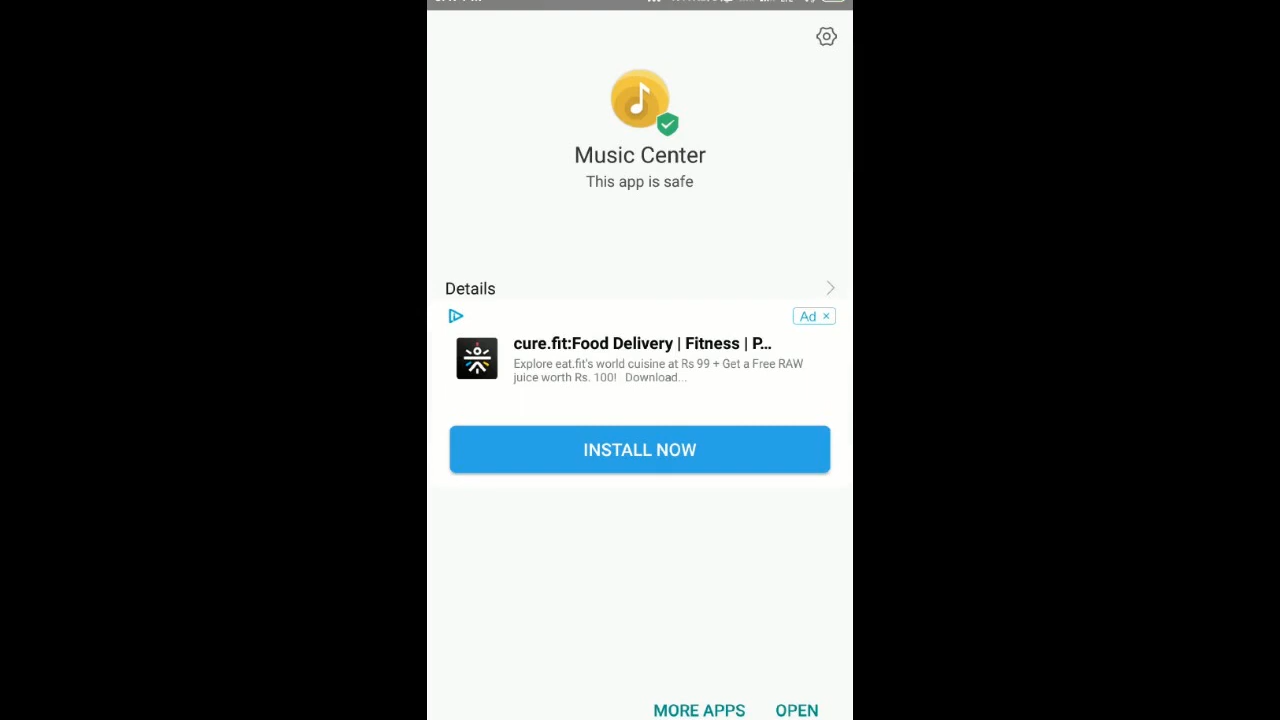 Music Center
This app is safe
Details
Ad ×
cure.fit:Food Delivery | Fitness | P...
Explore eat.fit's world cuisine at Rs 99 + Get a Free RAW
juice worth Rs. 100!   Download...
INSTALL NOW
MORE APPS
OPEN